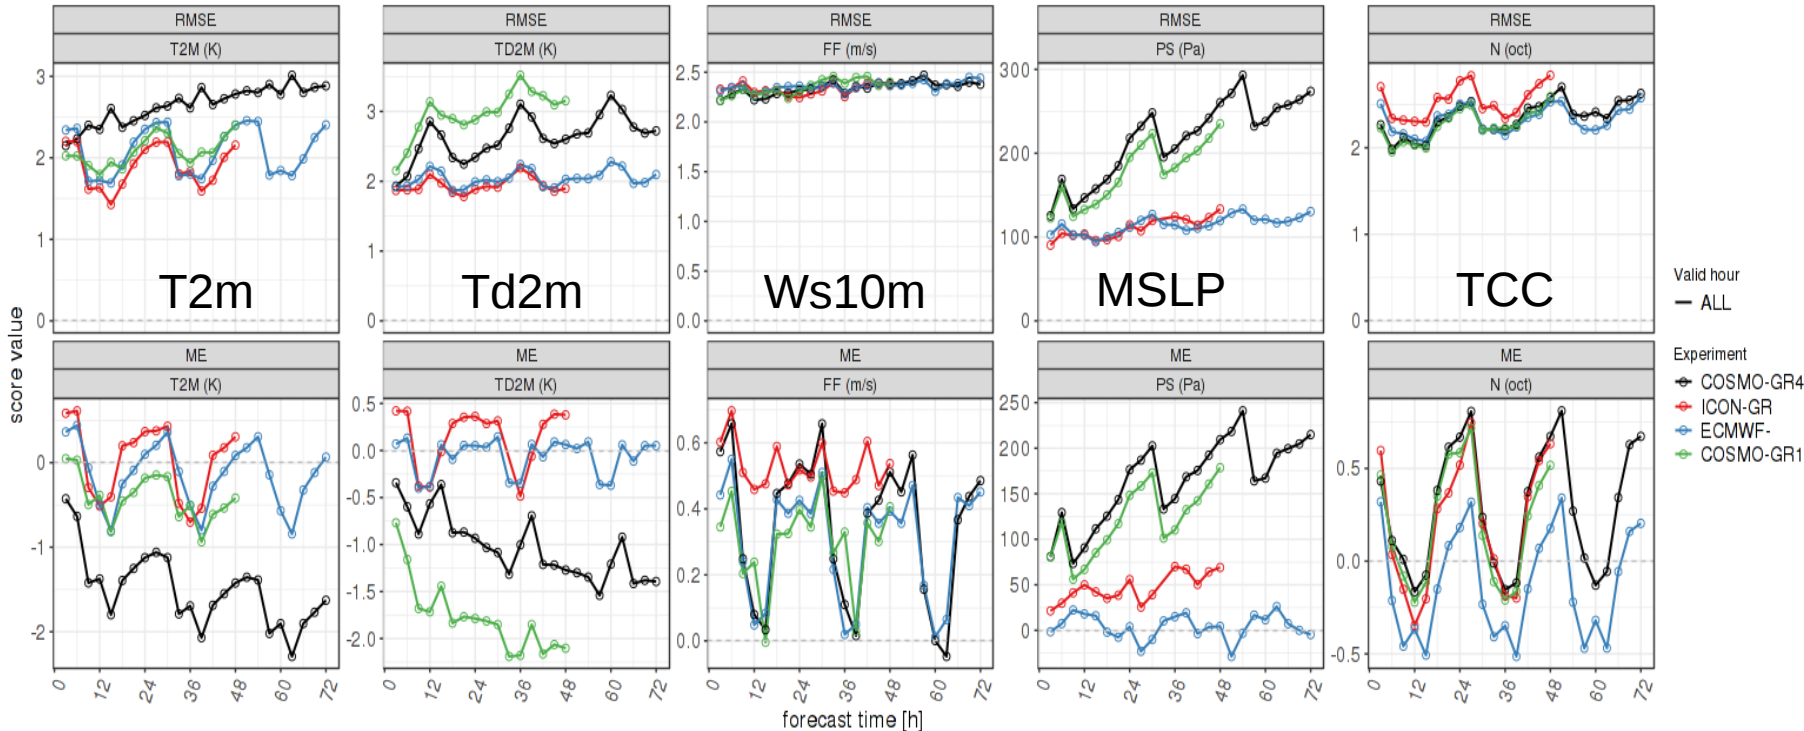 RMSE RMSE RMSE RMSE RMSE
T2M (K) TD2M (K) FF (m/s) PS (Pa) N (oct)
3 2 1 0
3 2 1 0
2.5 2.0 1.5 1.0 0.5 0.0
300 200 100 0
2 1 0
T2m Td2m Ws10m MSLP TCC
score value
ME ME ME ME ME
T2M (K) TD2M (K) FF (m/s) PS (Pa) N (oct)
0 -1 -2
0.5 0.0 -0.5 -1.0 -1.5 -2.0
0.6 0.4 0.2 0.0
250 200 150 100 50 0
0.5 0.0 -0.5
0 12 24 36 48 60 72 0 12 24 36 48 60 72 0 12 24 36 48 60 72 0 12 24 36 48 60 72 0 12 24 36 48 60 72
forecast time [h]
Valid hour
ALL
Experiment
COSMO-GR4
ICON-GR
ECMWF-
COSMO-GR1